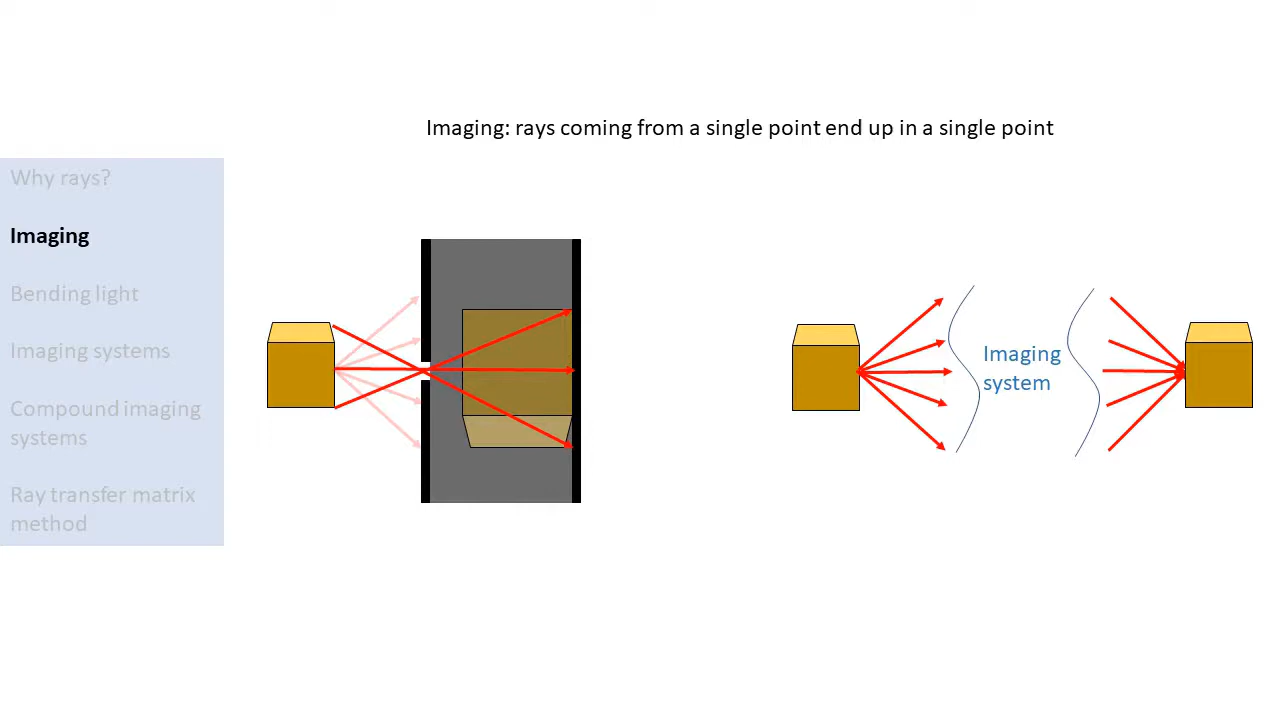 Imaging: rays coming from a single point end up in a single point
Why rays?
Imaging
Bending light
Imaging systems
Compound imaging
systems
Ray transfer matrix
method
Imaging
system